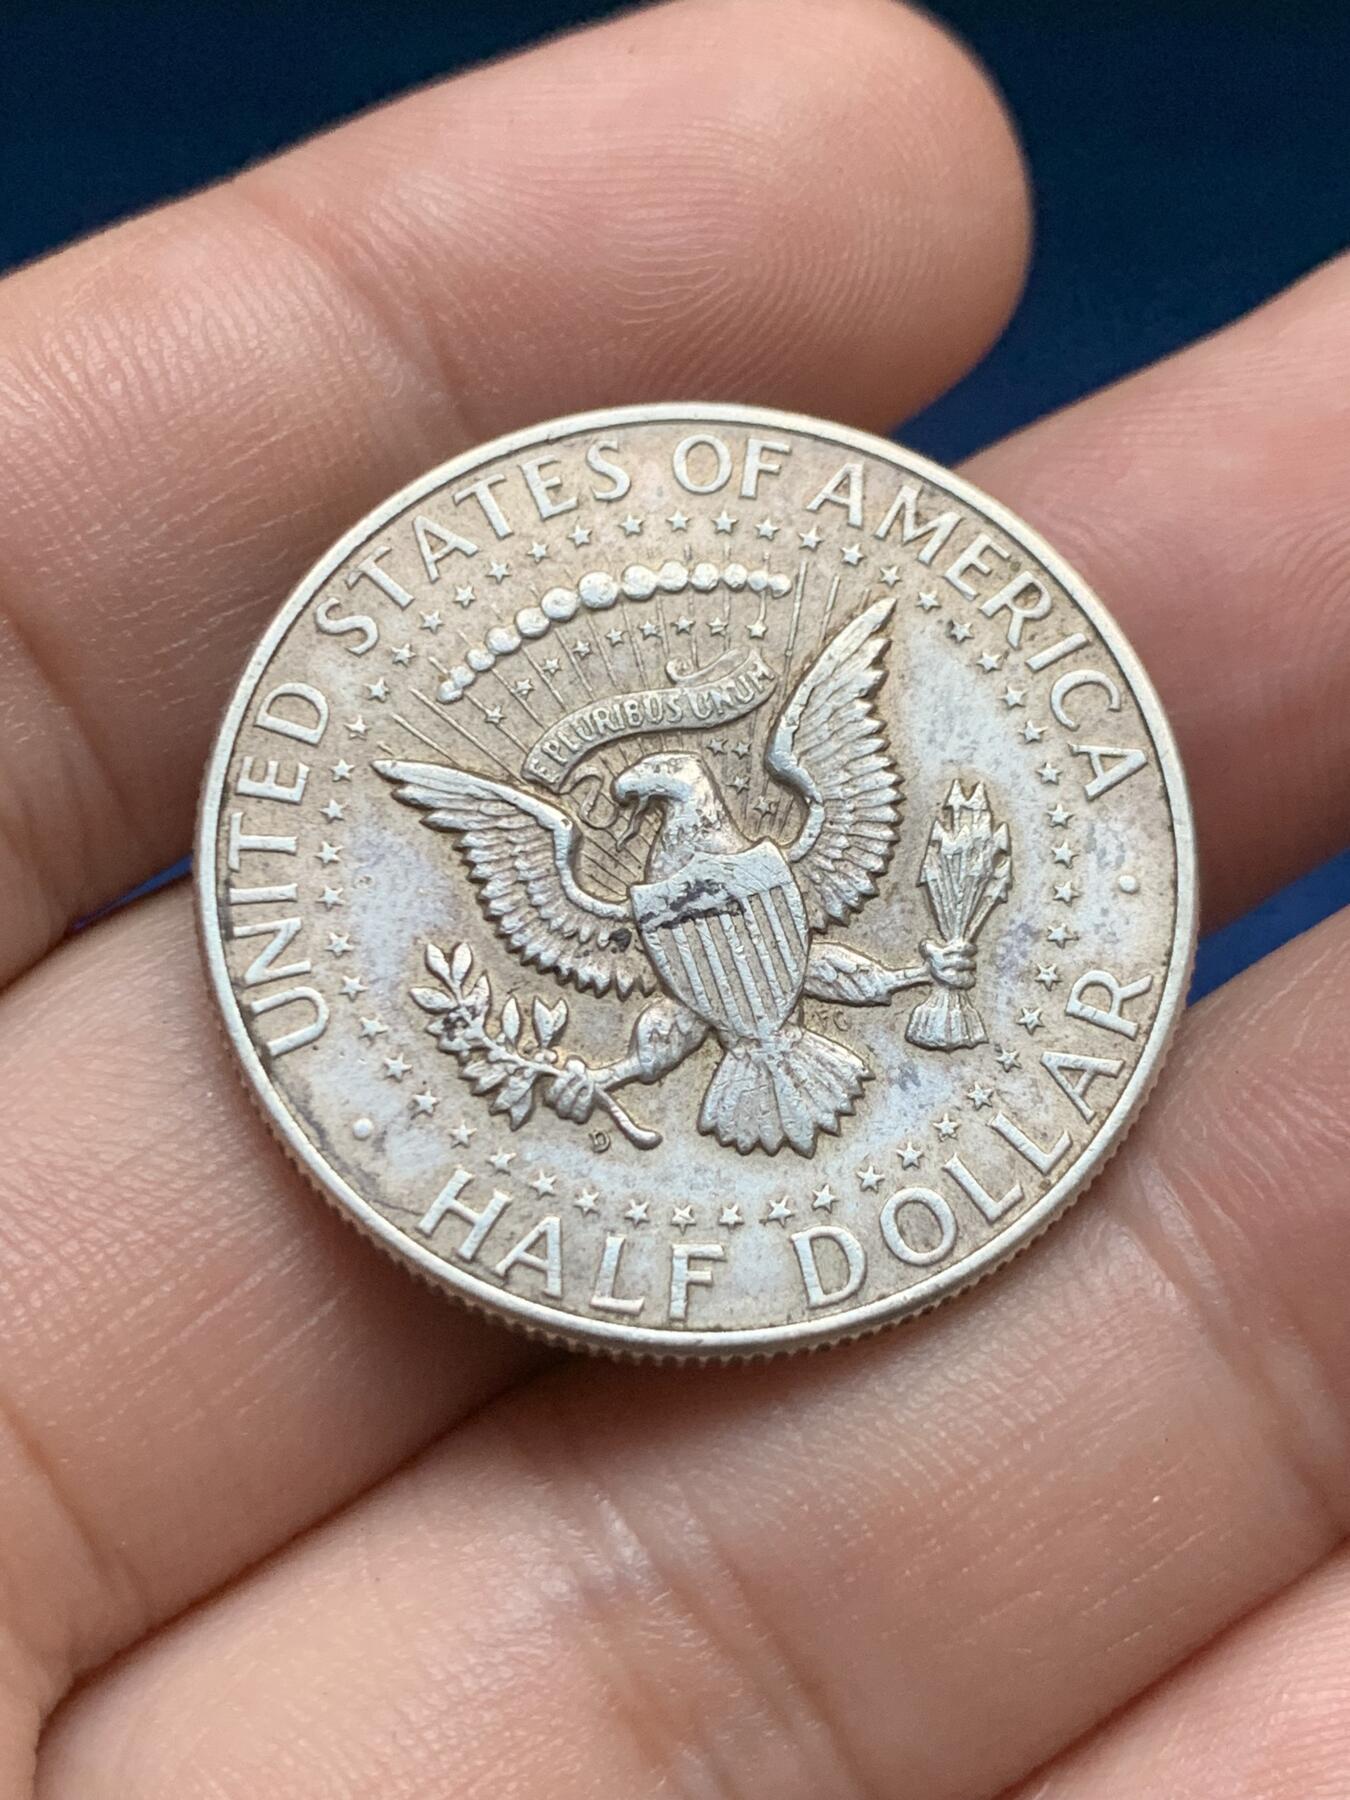 UNITED STATES OF AMERICA
E PLURIBUS UNUM
FG
D
HALF DOLLAR